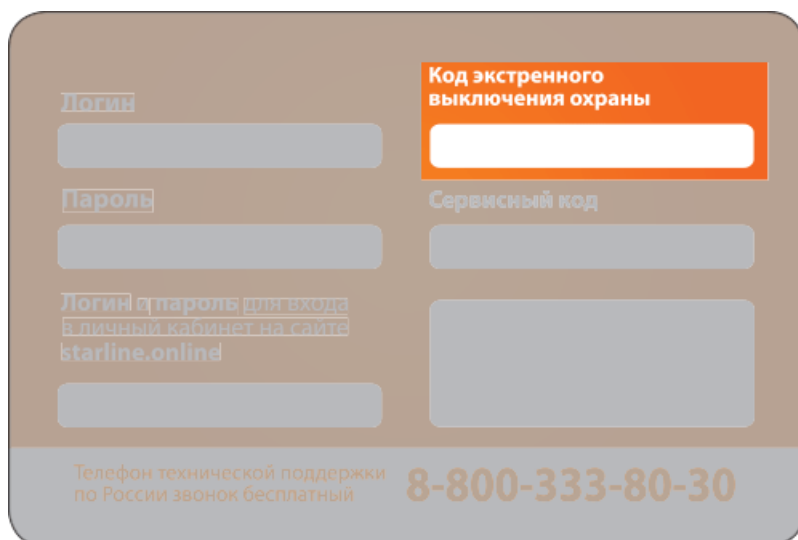 Логин
Код экстренного
выключения охраны
Пароль
Сервисный код
Логин и пароль для входа
в личный кабинет на сайте
starline.online
Телефон технической поддержки
по России звонок бесплатный
8-800-333-80-30